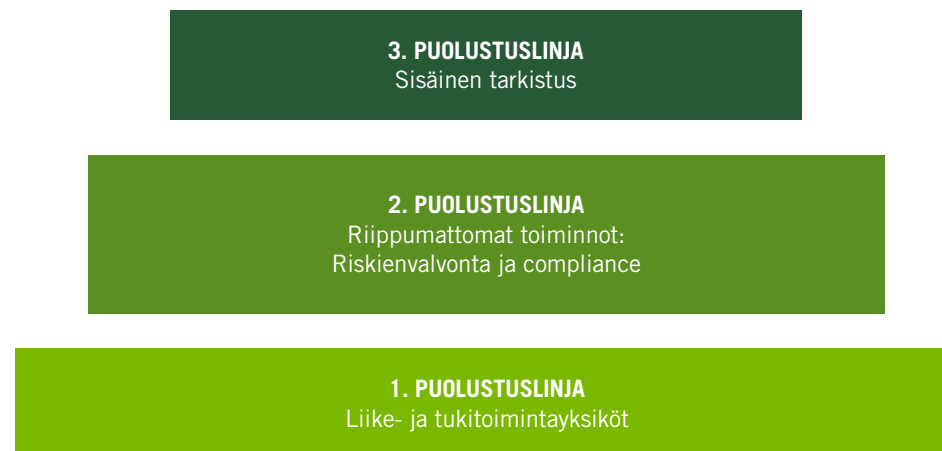 3. PUOLUSTUSLINJA
Sisäinen tarkistus
2. PUOLUSTUSLINJA
Riippumattomat toiminnot:
Riskienvalvonta ja compliance
1. PUOLUSTUSLINJA
Liike- ja tukitoimintayksiköt